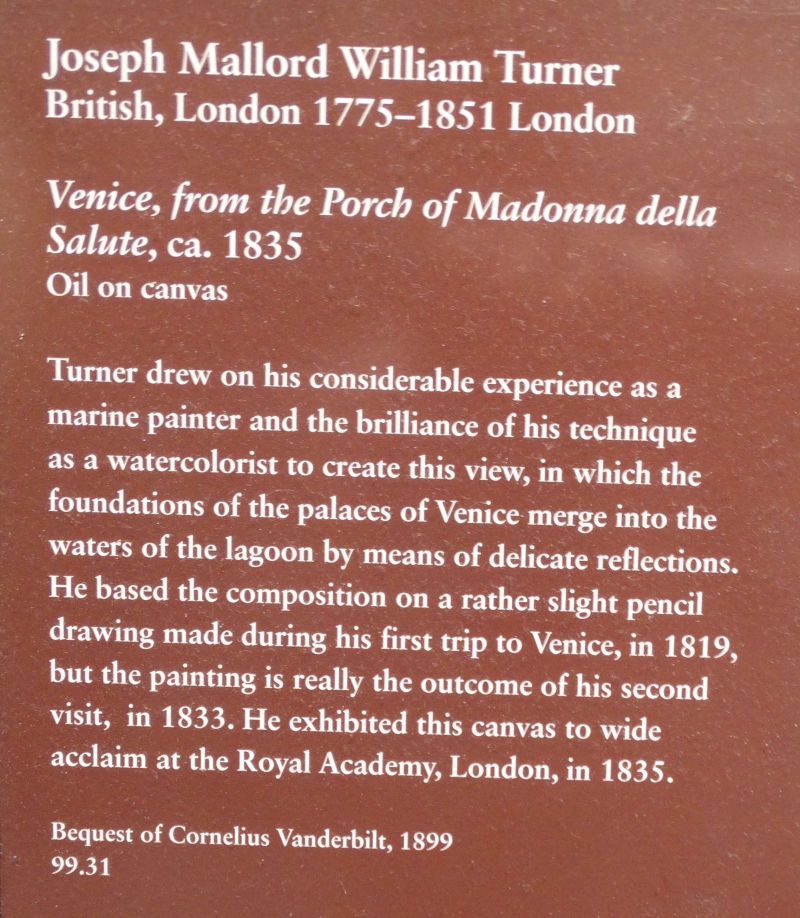 Joseph Mallord William Turner
British, London 1775–1851 London
Venice, from the Porch of Madonna della
Salute, ca. 1835
Oil on canvas
Turner drew on his considerable experience as a
marine painter and the brilliance of his technique
as a watercolorist to create this view, in which the
foundations of the palaces of Venice merge into the
waters of the lagoon by means of delicate reflections.
He based the composition on a rather slight pencil
drawing made during his first trip to Venice, in 1819,
but the painting is really the outcome of his second
visit,  in 1833. He exhibited this canvas to wide
acclaim at the Royal Academy, London, in 1835.
Bequest of Cornelius Vanderbilt, 1899
99.31